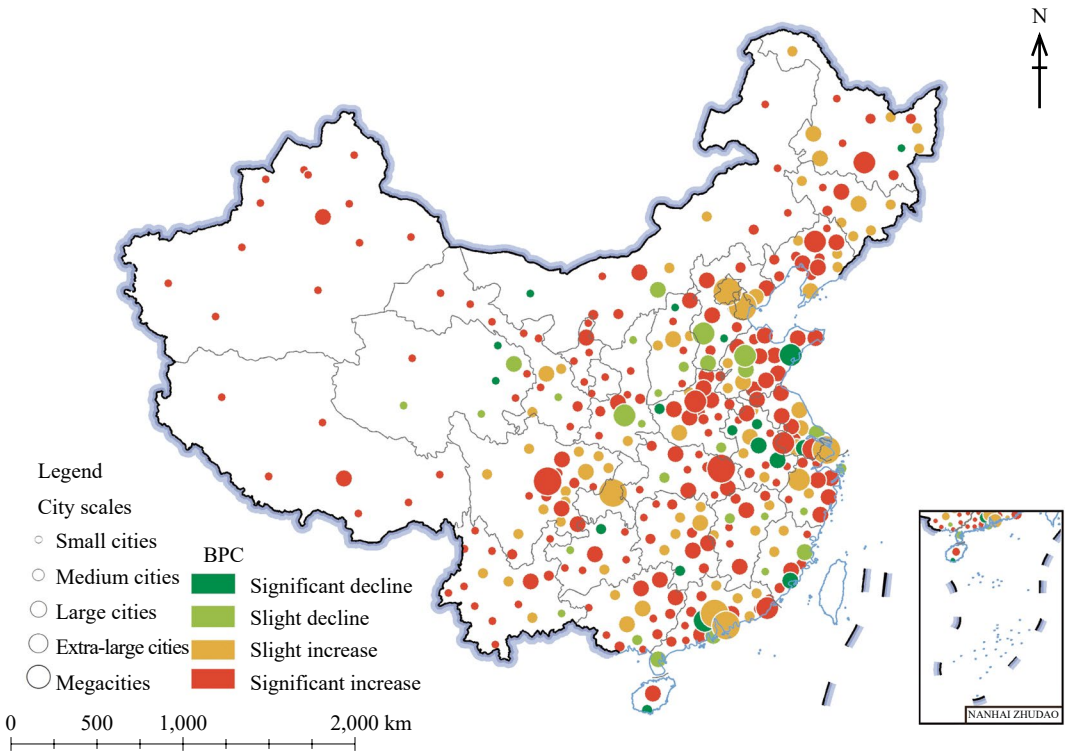 N
Legend
City scales
Small cities
Medium cities
Large cities
Extra-large cities
Megacities
BPC
Significant decline
Slight decline
Slight increase
Significant increase
0 500 1,000 2,000 km
NANHAI ZHUDAO